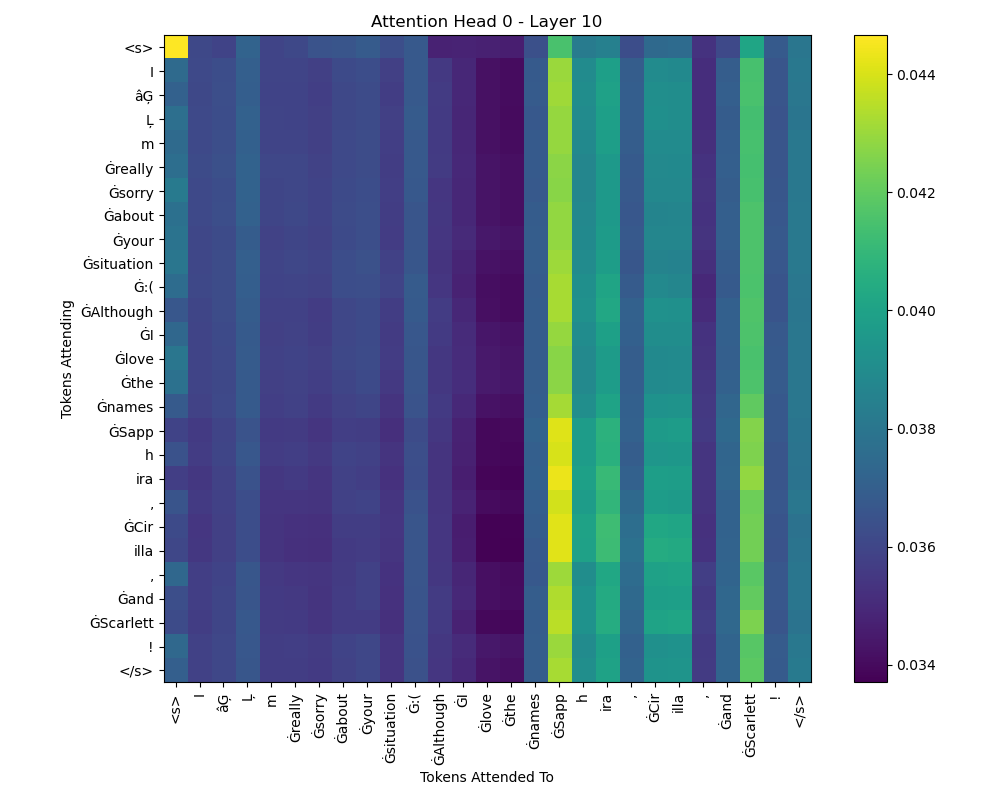 Attention Head 0 - Layer 10
<s>
I
âĢ
Ļ
m
Ġreally
Ġsorry
Ġabout
Ġyour
Ġsituation
Ġ:(
ĠAlthough
ĠI
Ġlove
Ġthe
Ġnames
ĠSapp
h
ira
,
ĠCir
illa
,
Ġand
ĠScarlett
!
</s>
Tokens Attending
<s>
I
âĢ
Ļ
m
Ġreally
Ġsorry
Ġabout
Ġyour
Ġsituation
Ġ:(
ĠAlthough
ĠI
Ġlove
Ġthe
Ġnames
ĠSapp
h
ira
,
ĠCir
illa
,
Ġand
ĠScarlett
!
</s>
Tokens Attended To
0.044
0.042
0.040
0.038
0.036
0.034